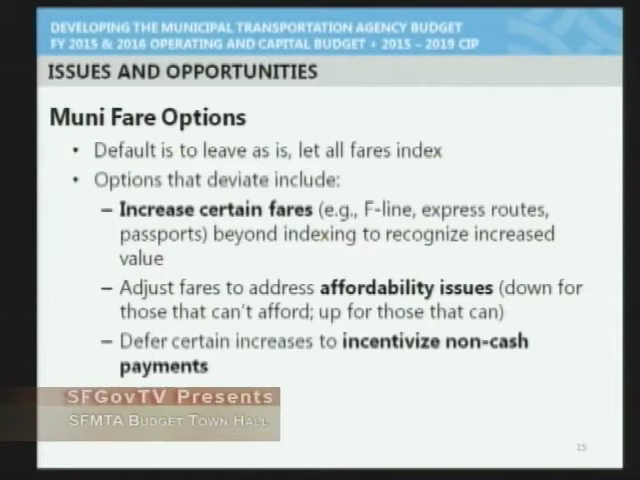 DEVELOPING THE MUNICIPAL TRANSPORTATION AGENCY BUDGET
FY 2015 & 2016 OPERATING AND CAPITAL BUDGET + 2015 – 2019 CIP
ISSUES AND OPPORTUNITIES
Muni Fare Options
• Default is to leave as is, let all fares index
• Options that deviate include:
– Increase certain fares (e.g., F-line, express routes,
passports) beyond indexing to recognize increased
value
– Adjust fares to address affordability issues (down for
those that can't afford; up for those that can)
– Defer certain increases to incentivize non-cash
payments
SFGovTV Presents
SFMTA Budget Town Hall
15